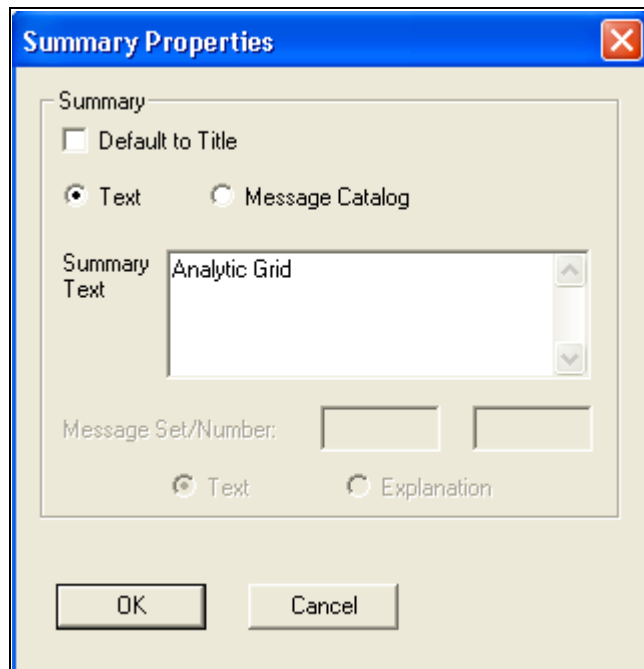 Summary Properties
Summary
Default to Title
Text Message Catalog
Summary Analytic Grid
Text
Message Set/Number:
Text Explanation
OK Cancel